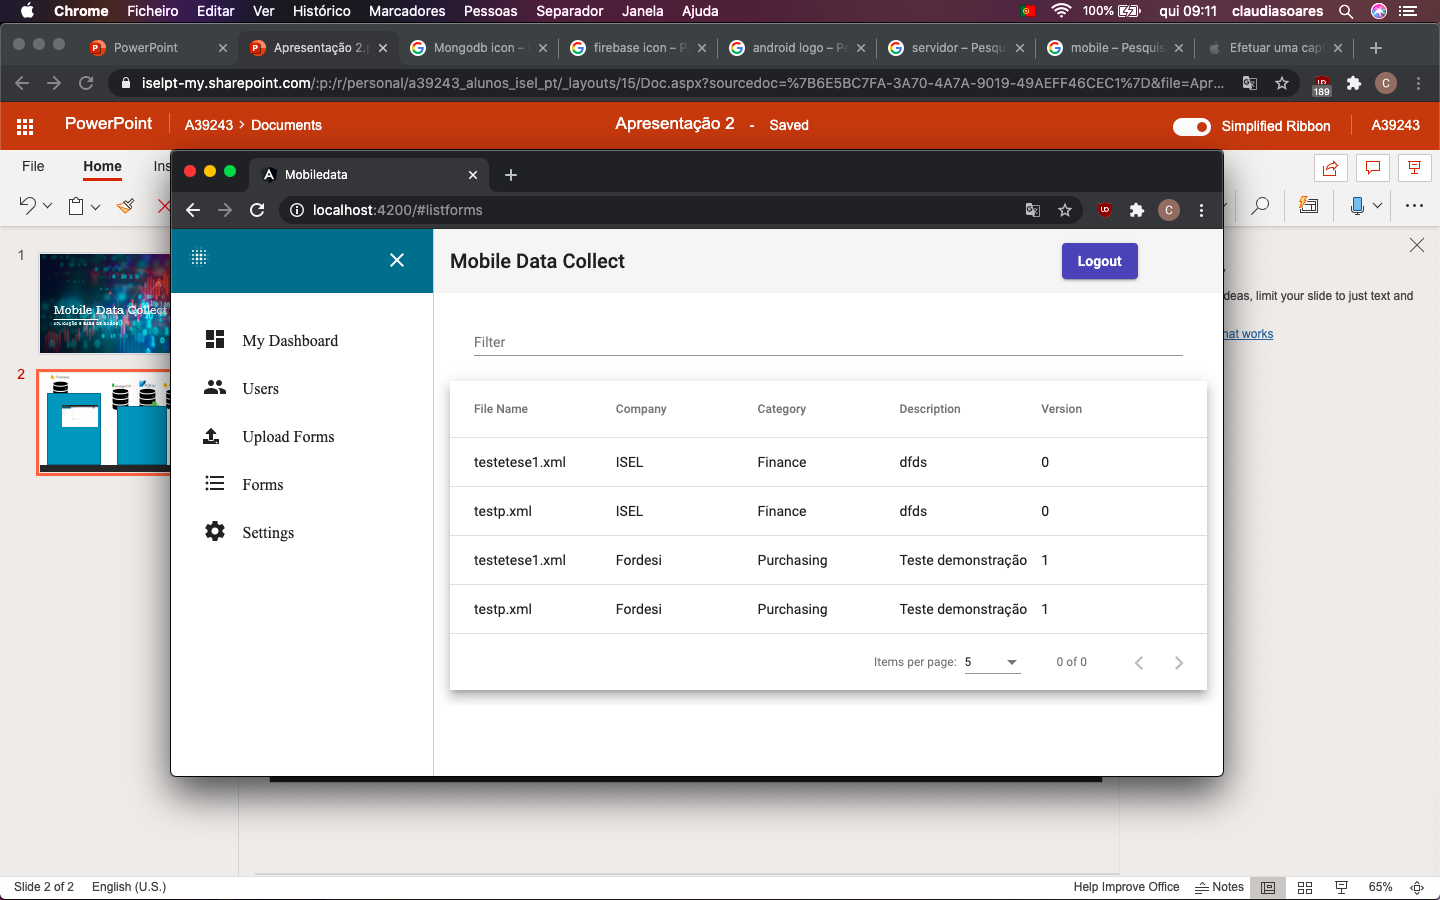 Chrome Ficheiro Editar Ver Histórico Marcadores Pessoas Separador Janela Ajuda 100% qui 09:11 claudiasoares
PowerPoint Apresentação 2.p Mongodb icon – firebase icon – P android logo – Pe servidor – Pesqu mobile – Pesquis Efetuar uma cap
iselpt-my.sharepoint.com/:p:/r/personal/a39243_alunos_isel_pt/_layouts/15/Doc.aspx?sourcedoc=%7B6E5BC7FA-3A70-4A7A-9019-49AEFF46CEC1%7D&file=Apr... 189 C
PowerPoint A39243 > Documents Apresentação 2 - Saved Simplified Ribbon A39243
File Home Ins
Mobiledata
localhost:4200/#listforms C
Mobile Data Collect Logout
1
Mobile Data Collect
2
deas, limit your slide to just text and
hat works
My Dashboard
Users
Upload Forms
Forms
Settings
Filter
File Name Company Category Description Version
testetese1.xml ISEL Finance dfds 0
testp.xml ISEL Finance dfds 0
testetese1.xml Fordesi Purchasing Teste demonstração 1
testp.xml Fordesi Purchasing Teste demonstração 1
Items per page: 5 0 of 0
Slide 2 of 2 English (U.S.) Help Improve Office Notes 65%